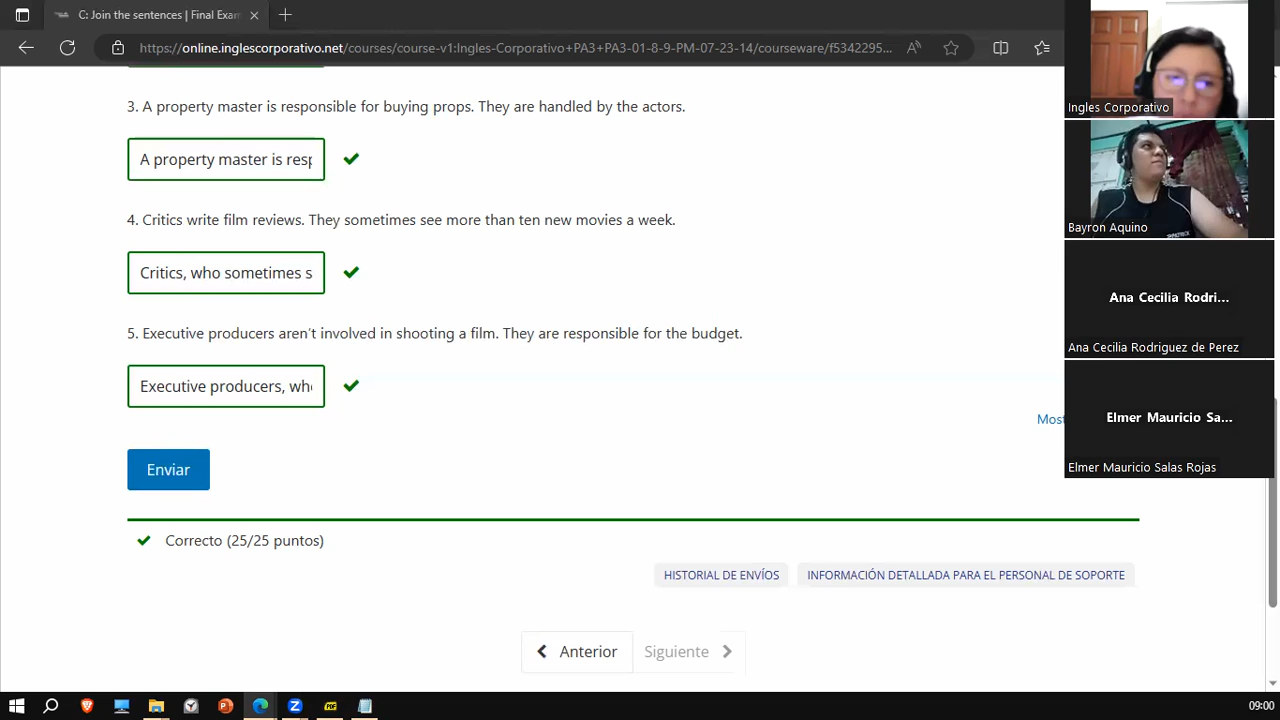 C: Join the sentences | Final Exam
https://online.inglescorporativo.net/courses/course-v1:Ingles-Corporativo+PA3+PA3-01-8-9-PM-07-23-14/courseware/f5342295...
3. A property master is responsible for buying props. They are handled by the actors.
A property master is resp
4. Critics write film reviews. They sometimes see more than ten new movies a week.
Critics, who sometimes s
5. Executive producers aren't involved in shooting a film. They are responsible for the budget.
Executive producers, who
Most
Enviar
Correcto (25/25 puntos)
HISTORIAL DE ENVÍOS
INFORMACIÓN DETALLADA PARA EL PERSONAL DE SOPORTE
Anterior
Siguiente
Ingles Corporativo
Bayron Aquino
Ana Cecilia Rodri...
Ana Cecilia Rodriguez de Perez
Elmer Mauricio Sa...
Elmer Mauricio Salas Rojas
09:00